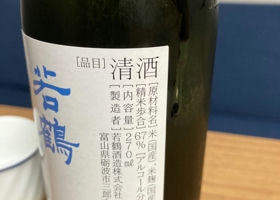 [品目]清酒
[原材料名]米(国産)、米麹(国産
精米歩合]67%[アルコール分
[内容量]270ml
[製造者]若鶴酒造株式会社
富山県砺波市三郎
若鶴